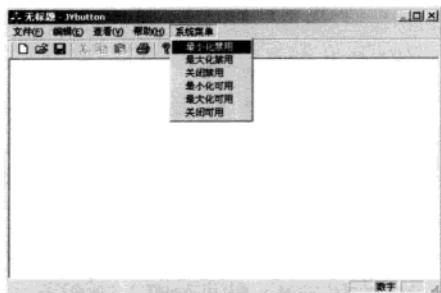 无标题 - JYbutton
文件(F) 编辑(E) 查看(V) 帮助(H) 系统菜单
最小化禁用
最大化禁用
关闭禁用
最小化可用
最大化可用
关闭可用
数字